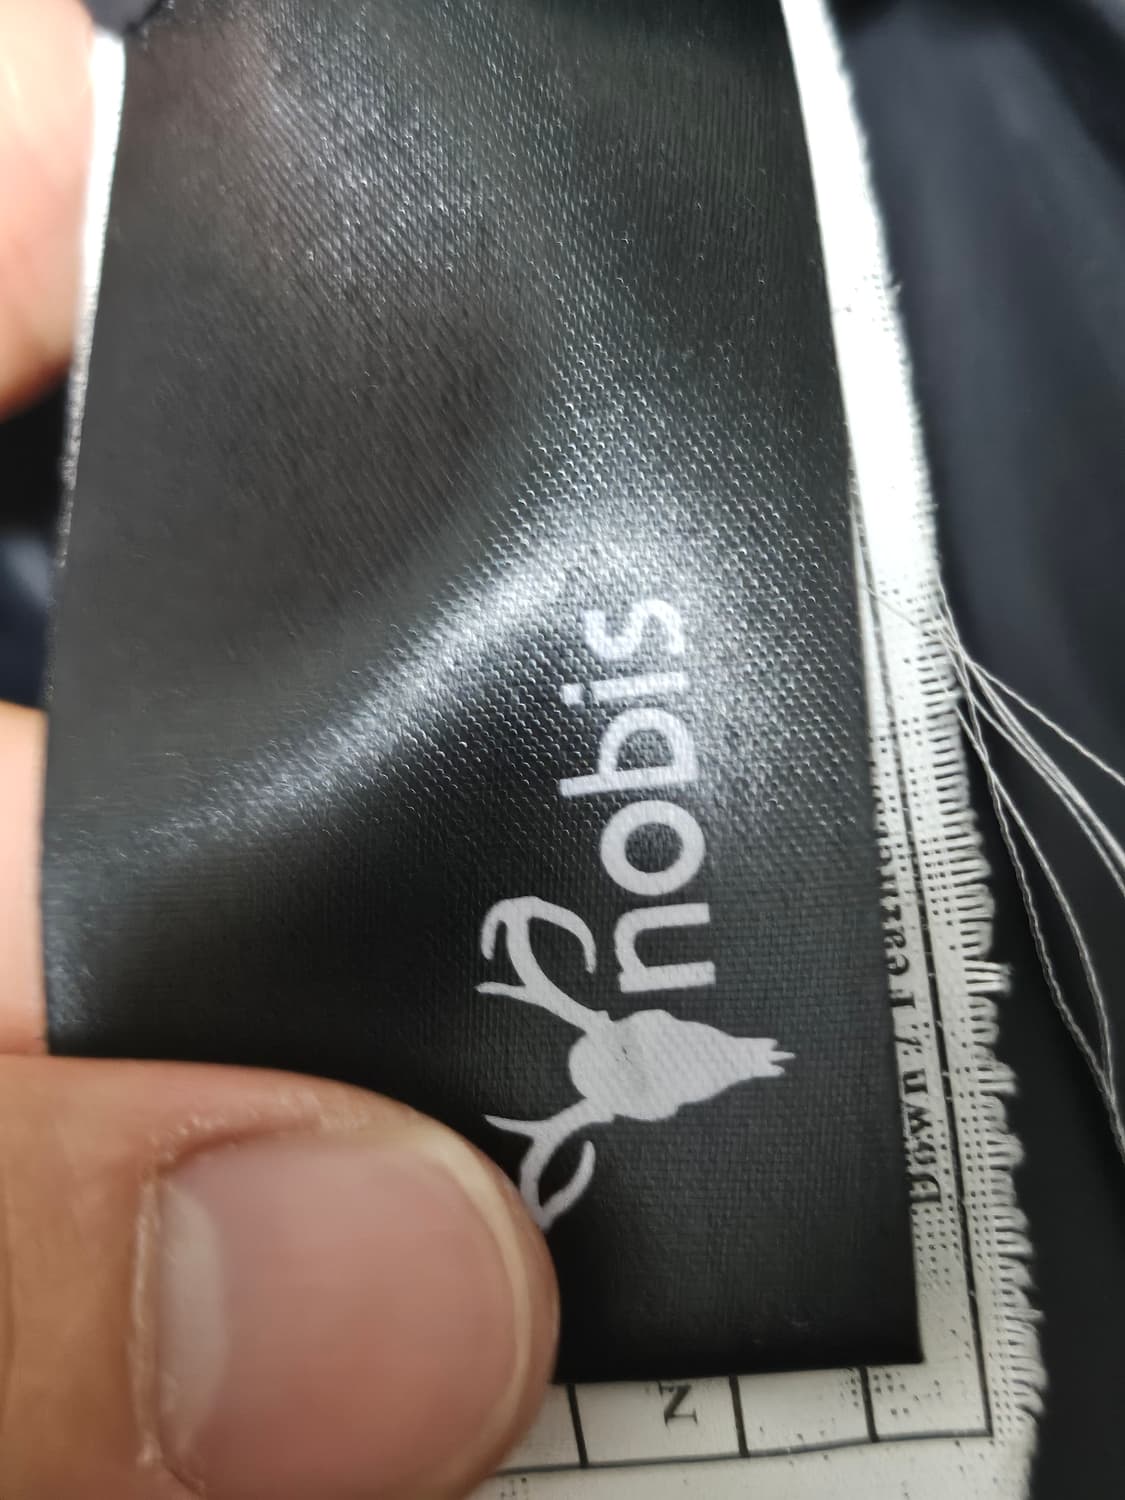 nobis
Down / Feather
N